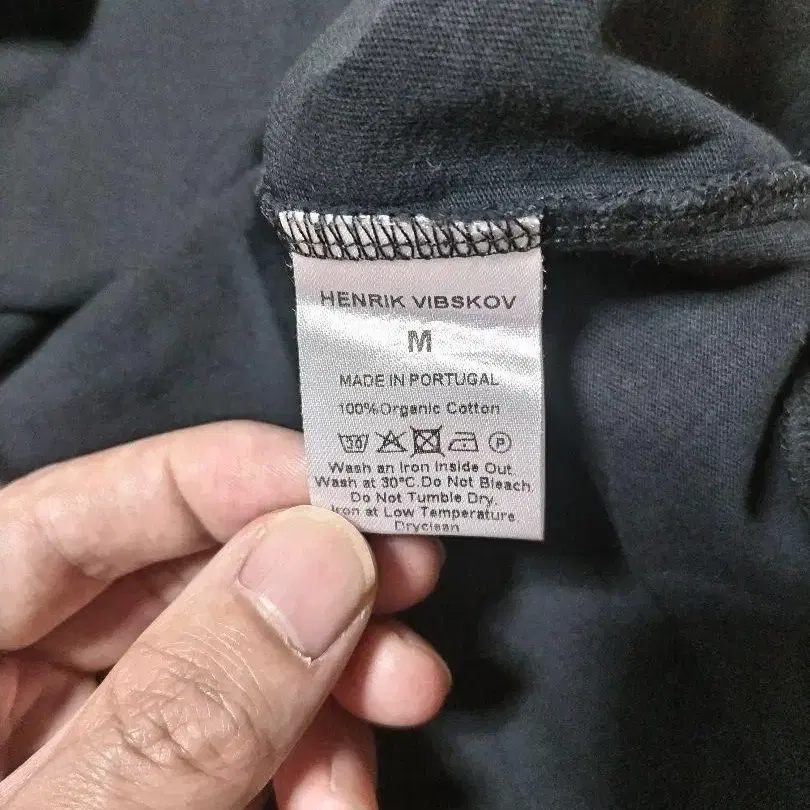 HENRIK VIBSKOV
M
MADE IN PORTUGAL
100%Organic Cotton
30 P
Wash an Iron Inside Out
Wash at 30°C.Do Not Bleach.
Do Not Tumble Dry.
Iron at Low Temperature
Dryclean